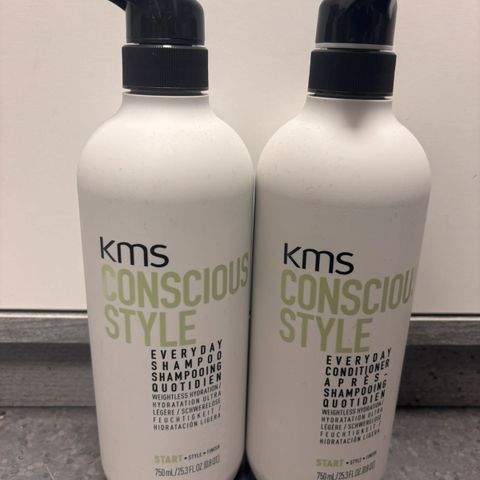 KMS
CONSCIOUS
STYLE
EVERYDAY
SHAMPOO
SHAMPOOING
QUOTIDIEN
WEIGHTLESS HYDRATION /
HYDRATATION ULTRA
LÉGÈRE / SCHWERELOSE
FEUCHTIGKEIT /
HIDRATACIÓN LIGERA
START • STYLE • FINISH
750 mL / 25.3 FL.OZ.
KMS
CONSCIOU
STYLE
EVERYDAY
CONDITIONER
APRÈS-
SHAMPOOING
QUOTIDIEN
WEIGHTLESS HYDRATION /
HYDRATATION ULTRA
LÉGÈRE / SCHWERELOSE
FEUCHTIGKEIT /
HIDRATACIÓN LIGERA
START • STYLE • FINISH
750 mL / 25.3 FL.OZ.